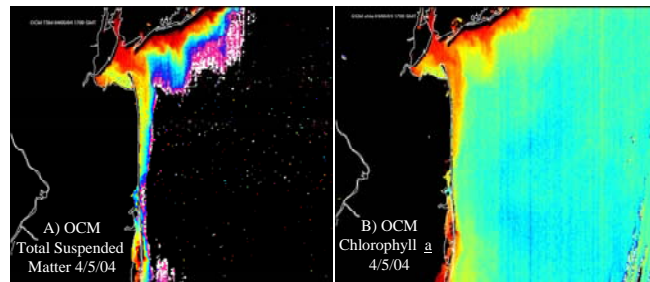 A) OCM
Total Suspended
Matter 4/5/04
B) OCM
Chlorophyll a
4/5/04